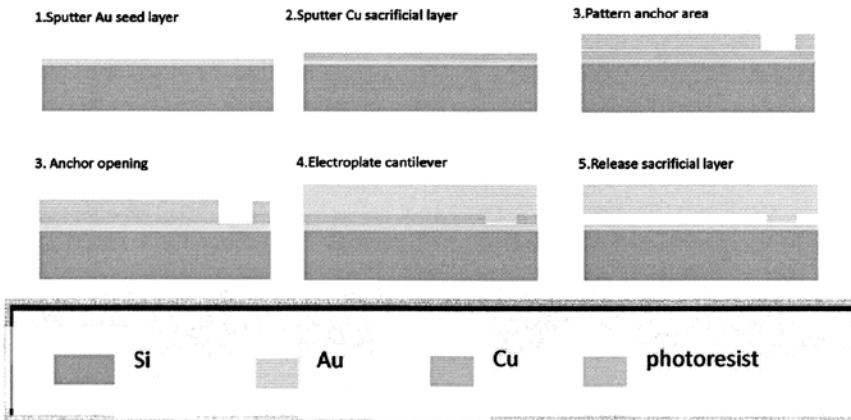 1.Sputter Au seed layer
2.Sputter Cu sacrificial layer
3.Pattern anchor area
3. Anchor opening
4.Electroplate cantilever
5.Release sacrificial layer
Si
Au
Cu
photoresist